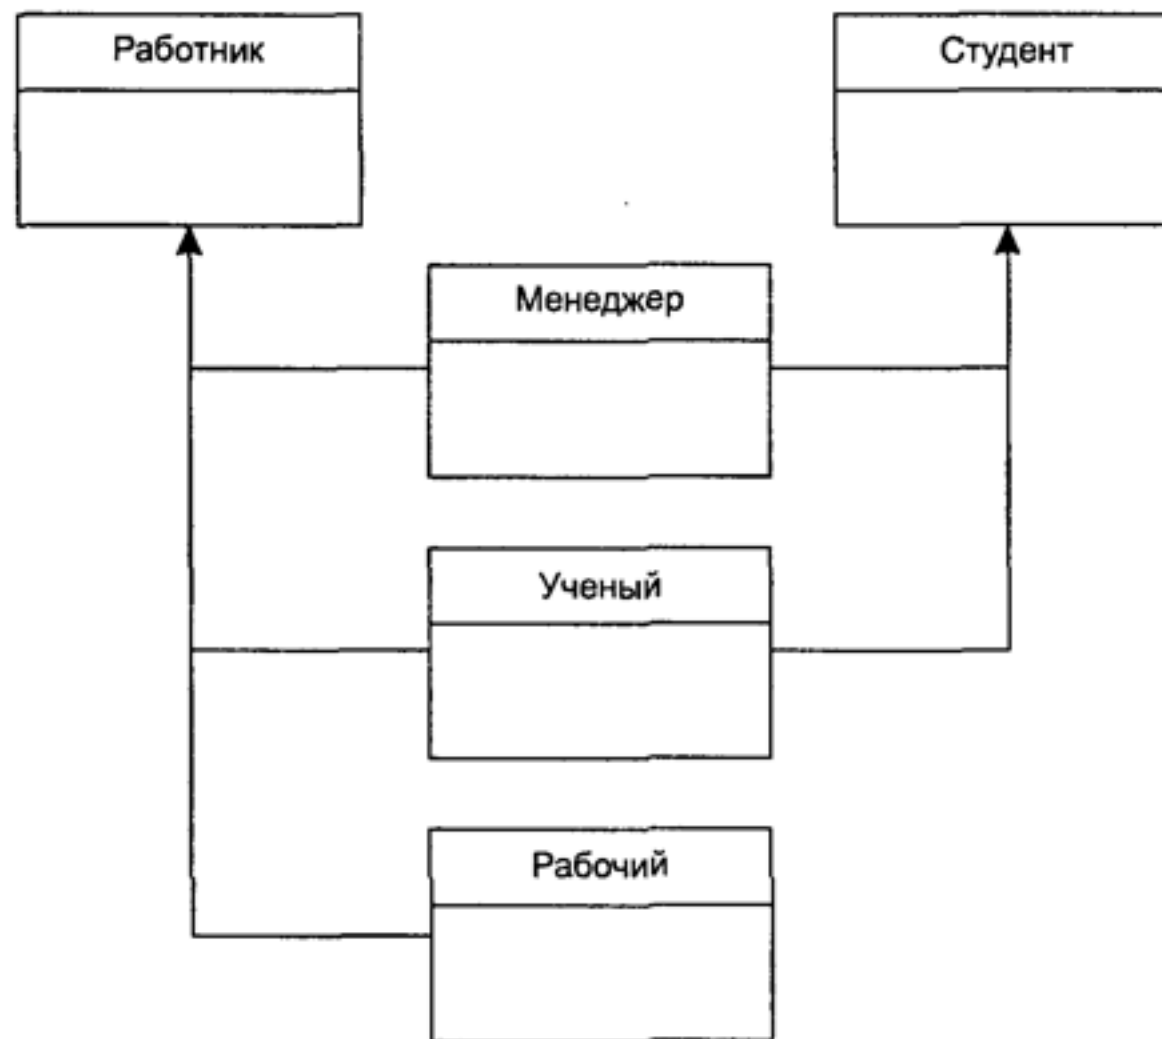 Работник
Студент
Менеджер
Ученый
Рабочий